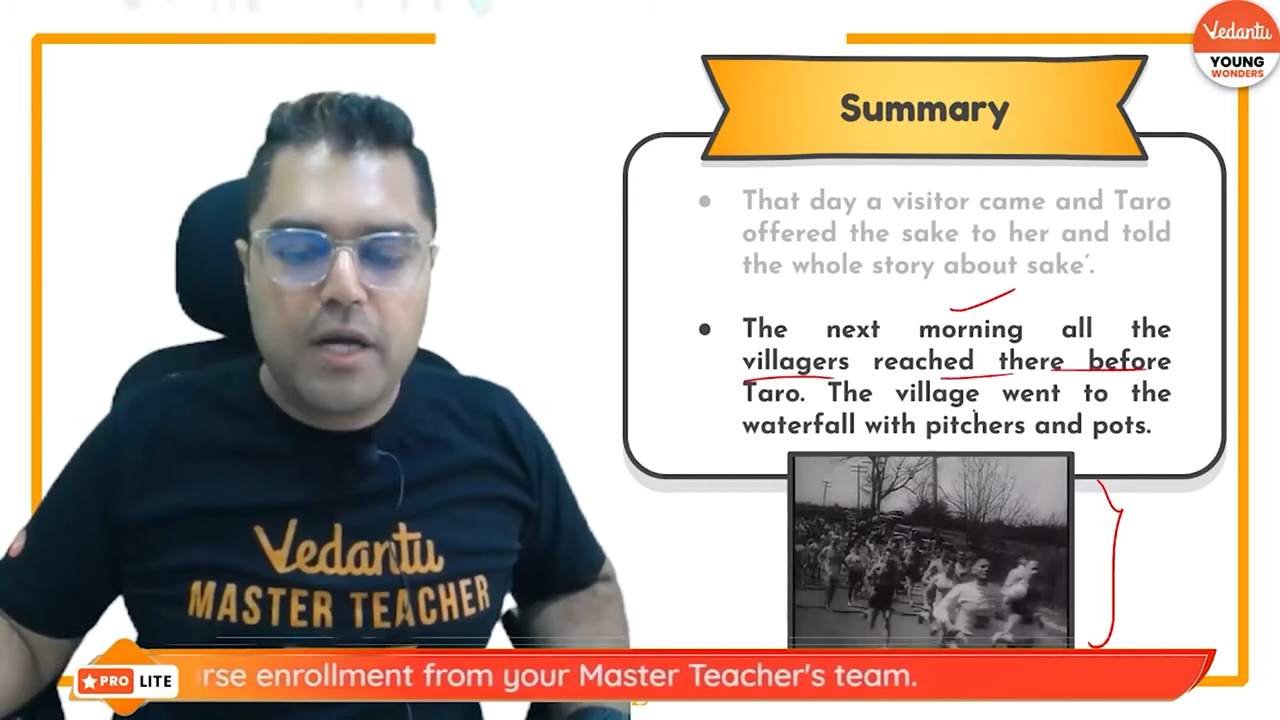 Vedantu
YOUNG
WONDERS
Summary
● That day a visitor came and Taro
offered the sake to her and told
the whole story about sake’.
● The next morning all the
villagers reached there before
Taro. The village went to the
waterfall with pitchers and pots.
Vedantu
MASTER TEACHER
PRO LITE
rse enrollment from your Master Teacher's team.